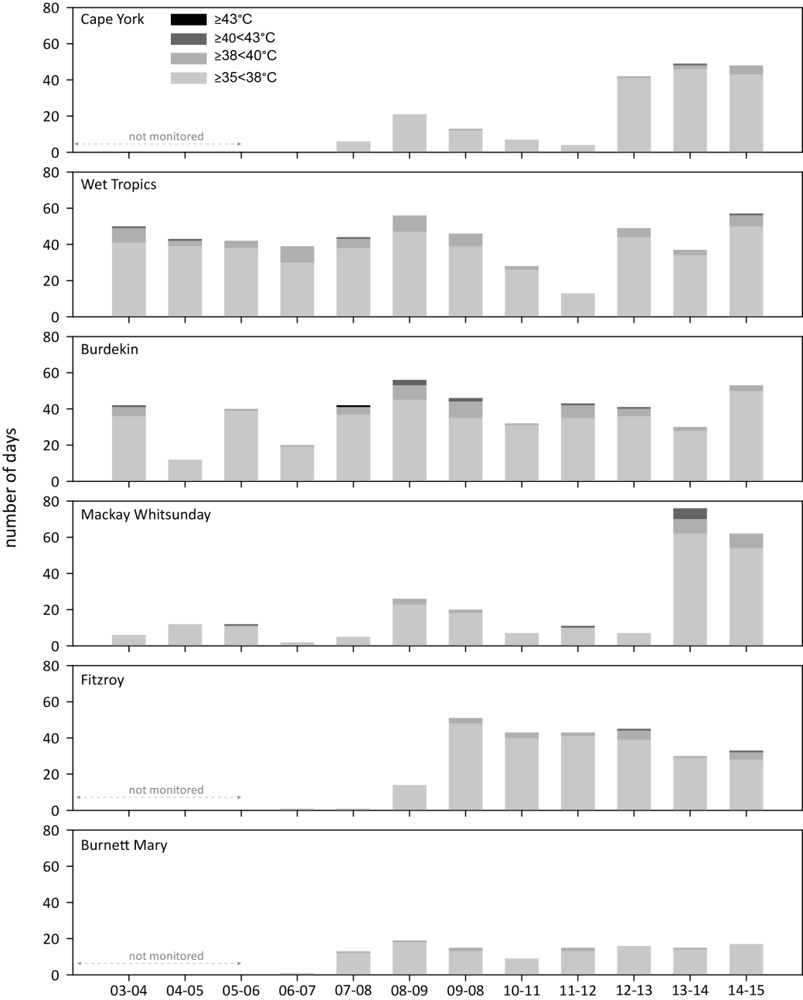 number of days
80
60
40
20
0
Cape York
≥43°C
≥40<43°C
≥38<40°C
≥35<38°C
not monitored
80
60
40
20
0
Wet Tropics
80
60
40
20
0
Burdekin
80
60
40
20
0
Mackay Whitsunday
80
60
40
20
0
Fitzroy
not monitored
80
60
40
20
0
Burnett Mary
not monitored
03-04 04-05 05-06 06-07 07-08 08-09 09-08 10-11 11-12 12-13 13-14 14-15